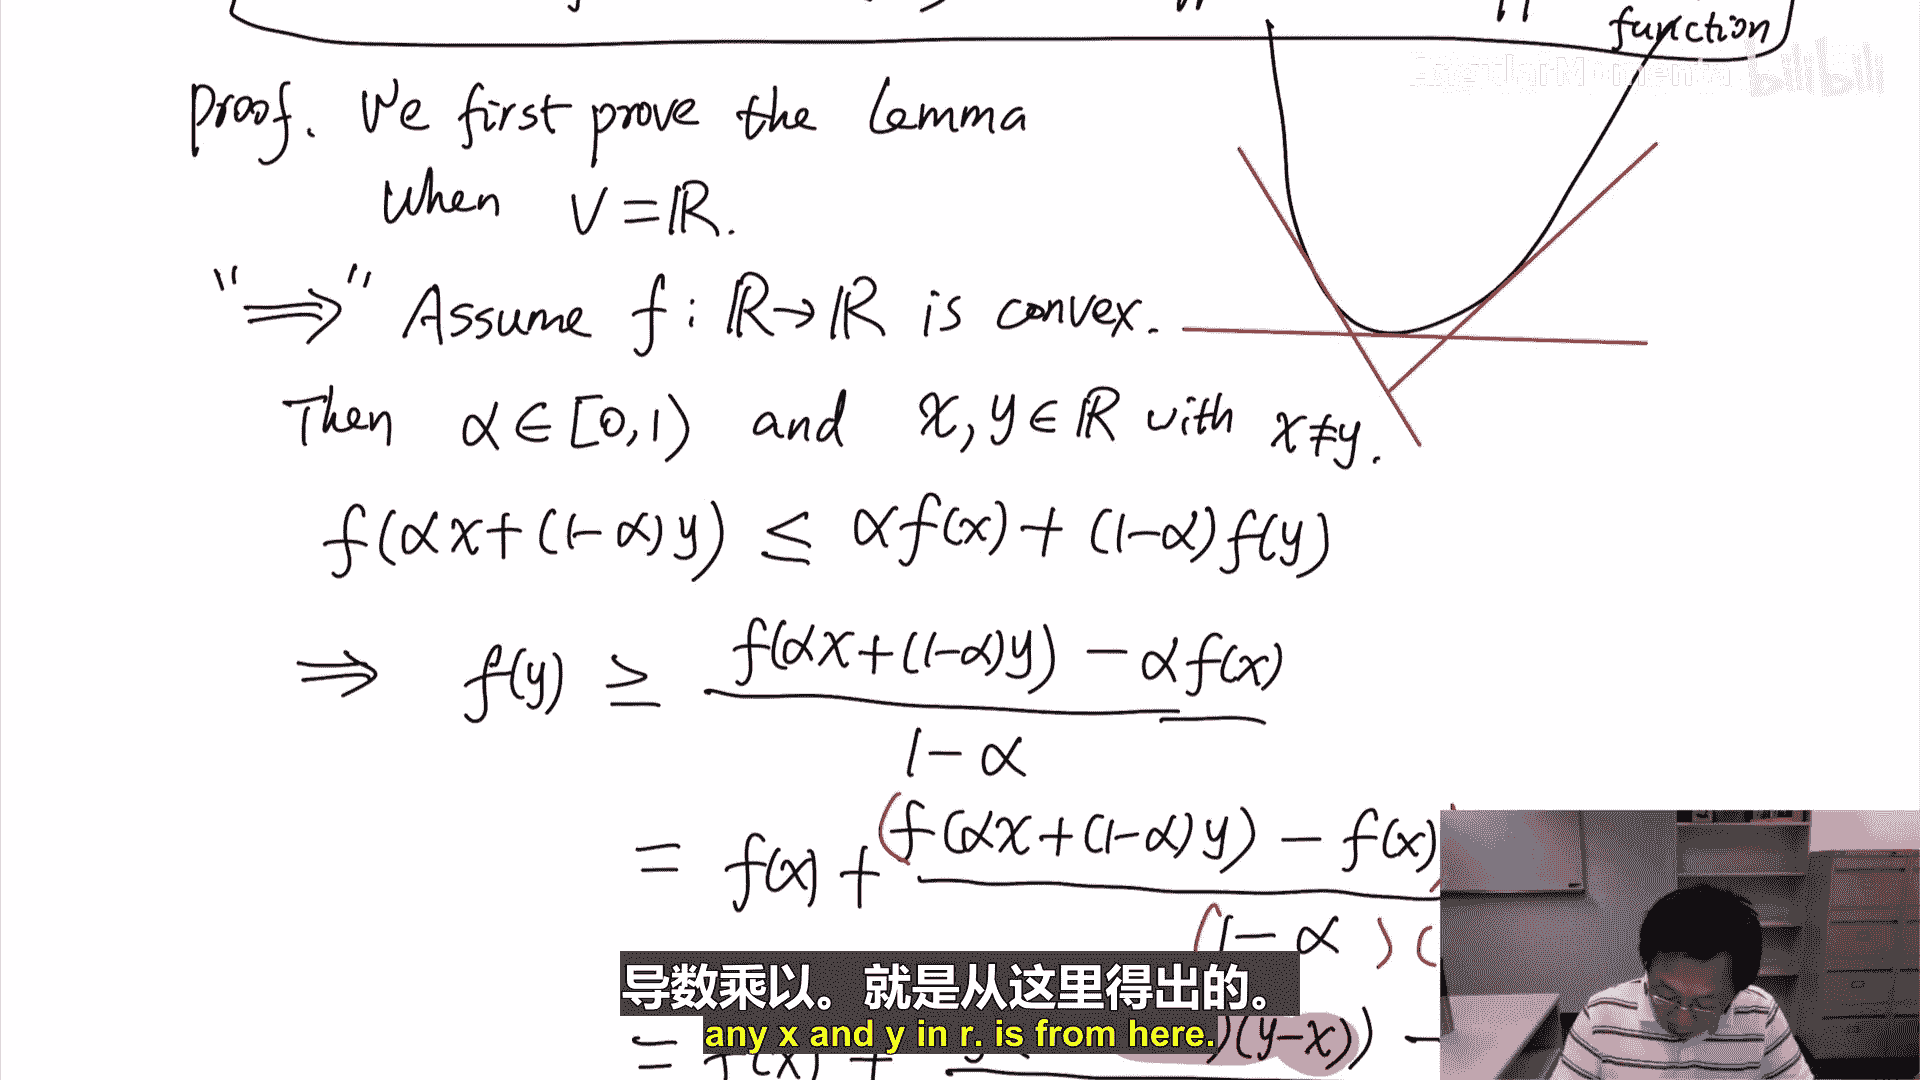 function
bilibili
Proof. We first prove the Lemma
when V = ℝ.
"⟹" Assume f : ℝ → ℝ is convex.
Then α ∈ [0,1) and x, y ∈ ℝ with x ≠ y.
f(αx + (1-α)y) ≤ αf(x) + (1-α)f(y)
⟹ f(y) ≥ f(αx + (1-α)y) - αf(x)
1 - α
= f(x) + (f(αx + (1-α)y) - f(x)
(1 - α)(
= f(x) + )(y-x)) -
导数乘以。就是从这里得出的。
any x and y in r. is from here.